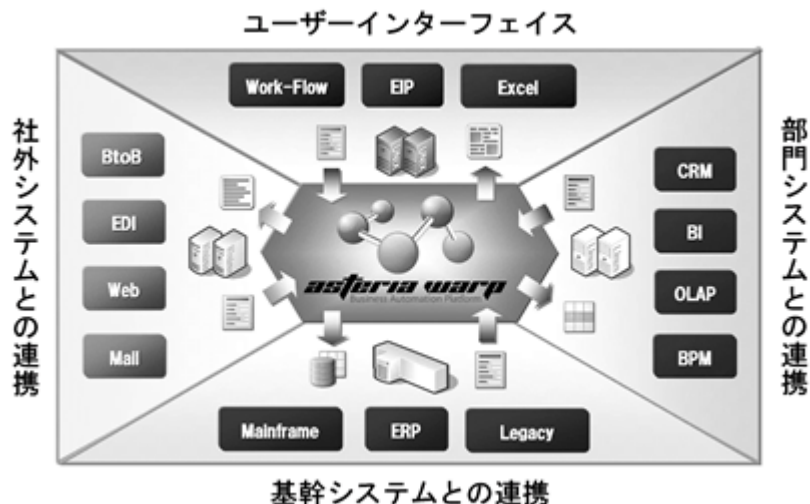 ユーザーインターフェイス
Work-Flow
EIP
Excel
社外システムとの連携
BtoB
EDI
Web
Mail
部門システムとの連携
CRM
BI
OLAP
BPM
asteria warp
Business Automation Platform
Mainframe
ERP
Legacy
基幹システムとの連携